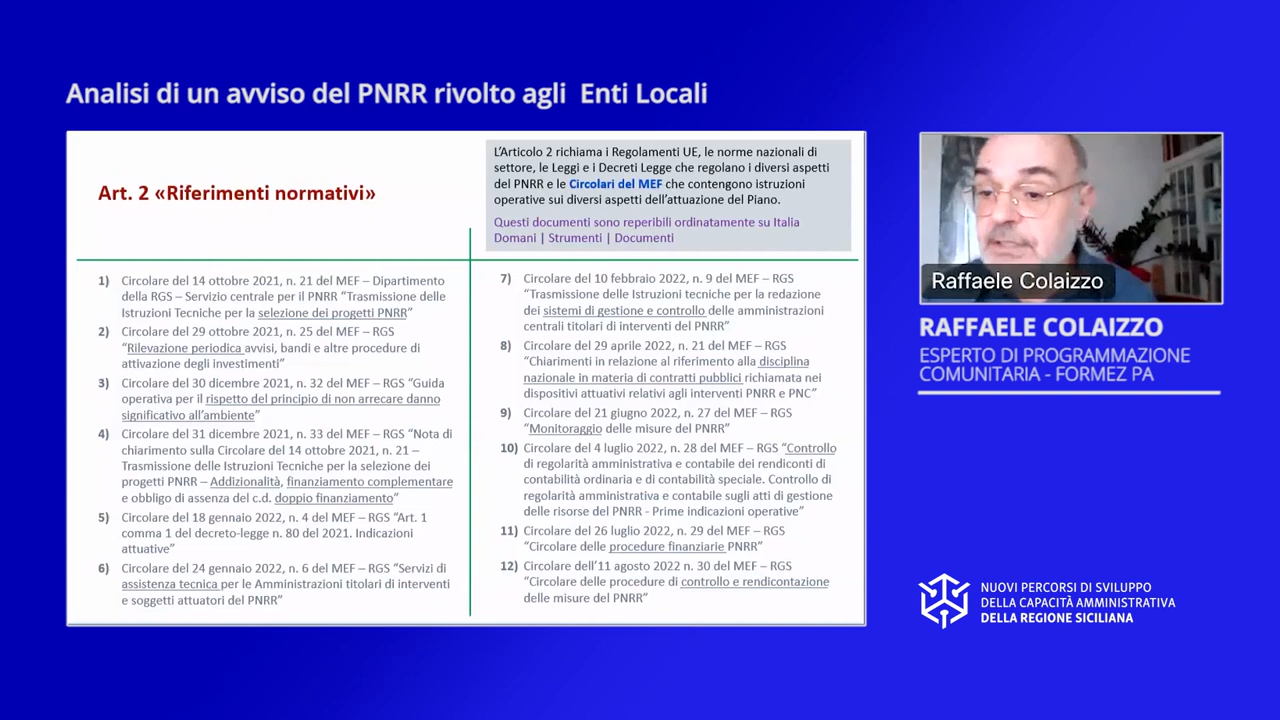 Analisi di un avviso del PNRR rivolto agli Enti Locali
Art. 2 «Riferimenti normativi»
L'Articolo 2 richiama i Regolamenti UE, le norme nazionali di
settore, le Leggi e i Decreti Legge che regolano i diversi aspetti
del PNRR e le Circolari del MEF che contengono istruzioni
operative sui diversi aspetti dell'attuazione del Piano.
Questi documenti sono reperibili ordinatamente su Italia
Domani | Strumenti | Documenti
1) Circolare del 14 ottobre 2021, n. 21 del MEF – Dipartimento
della RGS – Servizio centrale per il PNRR "Trasmissione delle
Istruzioni Tecniche per la selezione dei progetti PNRR"
2) Circolare del 29 ottobre 2021, n. 25 del MEF – RGS
"Rilevazione periodica avvisi, bandi e altre procedure di
attivazione degli investimenti"
3) Circolare del 30 dicembre 2021, n. 32 del MEF – RGS "Guida
operativa per il rispetto del principio di non arrecare danno
significativo all'ambiente"
4) Circolare del 31 dicembre 2021, n. 33 del MEF – RGS "Nota di
chiarimento sulla Circolare del 14 ottobre 2021, n. 21 –
Trasmissione delle Istruzioni Tecniche per la selezione dei
progetti PNRR – Addizionalità, finanziamento complementare
e obbligo di assenza del c.d. doppio finanziamento"
5) Circolare del 18 gennaio 2022, n. 4 del MEF – RGS "Art. 1
comma 1 del decreto-legge n. 80 del 2021. Indicazioni
attuative"
6) Circolare del 24 gennaio 2022, n. 6 del MEF – RGS "Servizi di
assistenza tecnica per le Amministrazioni titolari di interventi
e soggetti attuatori del PNRR"
7) Circolare del 10 febbraio 2022, n. 9 del MEF – RGS
"Trasmissione delle Istruzioni tecniche per la redazione
dei sistemi di gestione e controllo delle amministrazioni
centrali titolari di interventi del PNRR"
8) Circolare del 29 aprile 2022, n. 21 del MEF – RGS
"Chiarimenti in relazione al riferimento alla disciplina
nazionale in materia di contratti pubblici richiamata nei
dispositivi attuativi relativi agli interventi PNRR e PNC"
9) Circolare del 21 giugno 2022, n. 27 del MEF – RGS
"Monitoraggio delle misure del PNRR"
10) Circolare del 4 luglio 2022, n. 28 del MEF – RGS "Controllo
di regolarità amministrativa e contabile dei rendiconti di
contabilità ordinaria e di contabilità speciale. Controllo di
regolarità amministrativa e contabile sugli atti di gestione
delle risorse del PNRR - Prime indicazioni operative"
11) Circolare del 26 luglio 2022, n. 29 del MEF – RGS
"Circolare delle procedure finanziarie PNRR"
12) Circolare dell'11 agosto 2022 n. 30 del MEF – RGS
"Circolare delle procedure di controllo e rendicontazione
delle misure del PNRR"
Raffaele Colaizzo
RAFFAELE COLAIZZO
ESPERTO DI PROGRAMMAZIONE
COMUNITARIA - FORMEZ PA
NUOVI PERCORSI DI SVILUPPO
DELLA CAPACITÀ AMMINISTRATIVA
DELLA REGIONE SICILIANA